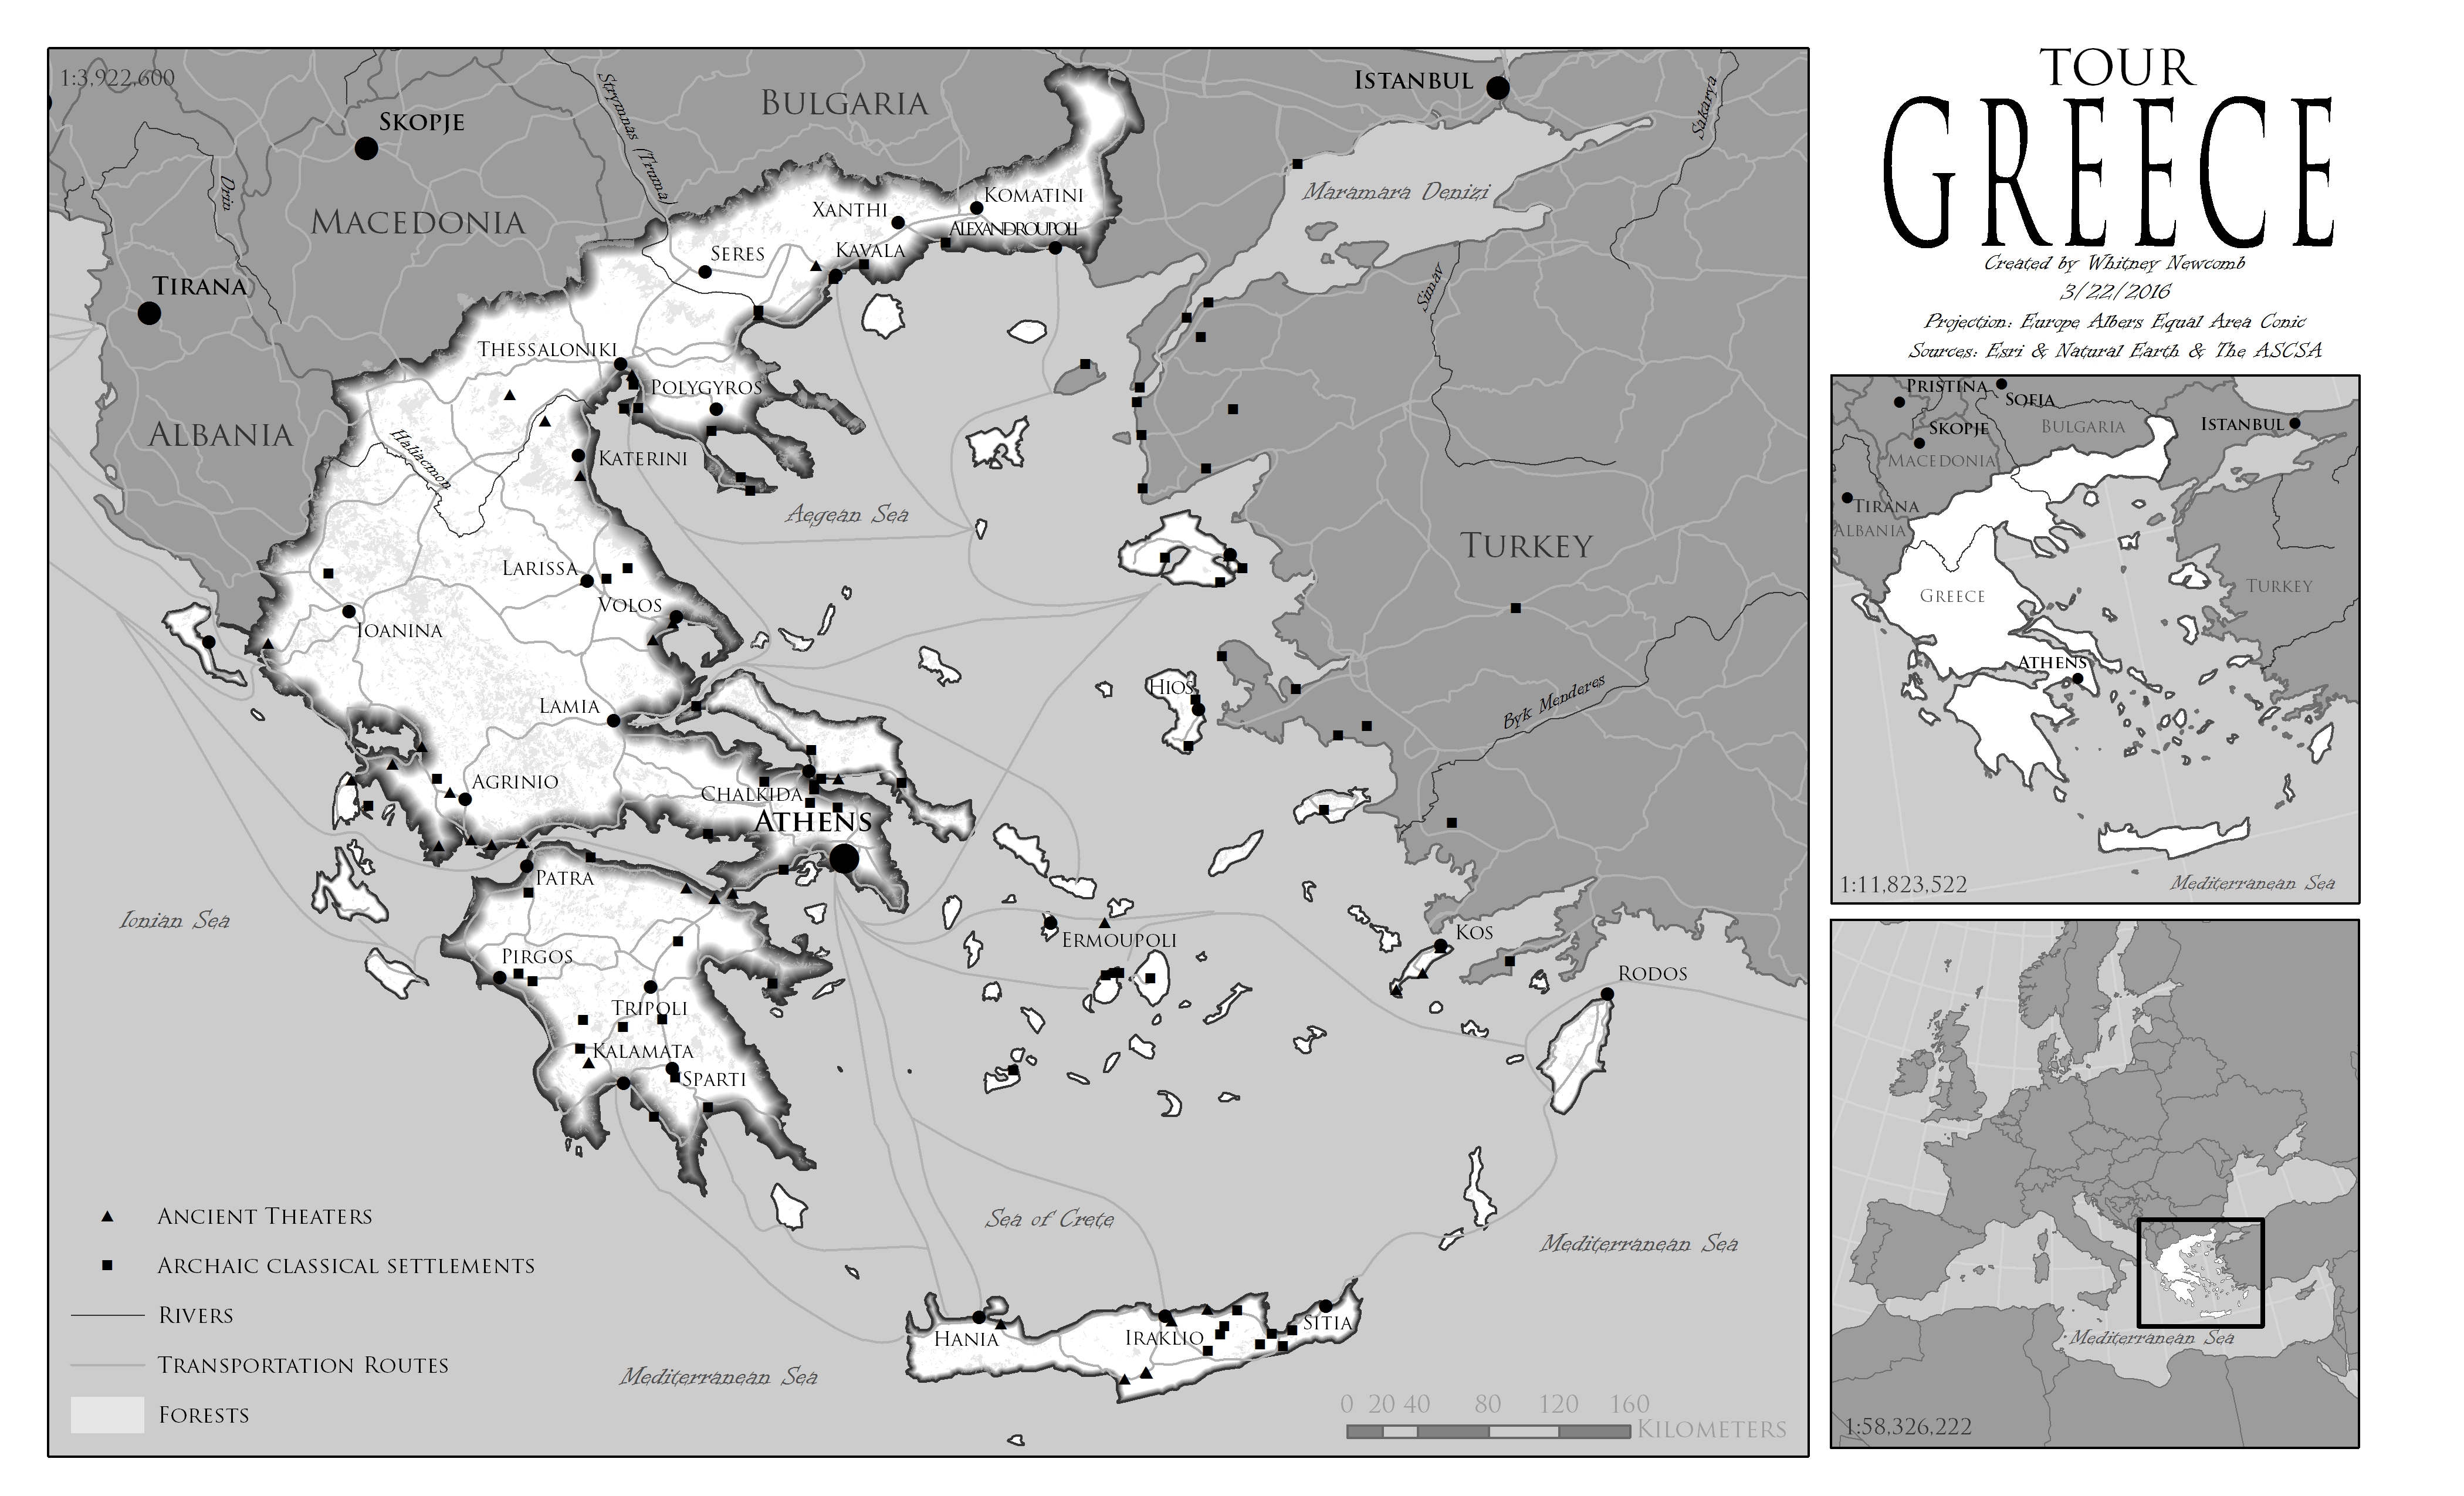 1:3,922,600
SKOPJE
BULGARIA
ISTANBUL
Strymnas (Truma)
Sakarya
Drin
MACEDONIA
Maramara Denizi
KOMATINI
XANTHI
ALEXANDROUPOLI
SERES
KAVALA
TIRANA
Simav
THESSALONIKI
POLYGYROS
ALBANIA
Haliacmon
KATERINI
Aegean Sea
TURKEY
LARISSA
VOLOS
IOANINA
HIOS
Byk Menderes
LAMIA
AGRINIO
CHALKIDA
ATHENS
PATRA
Ionian Sea
ERMOUPOLI
KOS
PIRGOS
RODOS
TRIPOLI
KALAMATA
SPARTI
Sea of Crete
Mediterranean Sea
HANIA
IRAKLIO
SITIA
Mediterranean Sea
ANCIENT THEATERS
ARCHAIC CLASSICAL SETTLEMENTS
RIVERS
TRANSPORTATION ROUTES
FORESTS
0 20 40 80 120 160
KILOMETERS
TOUR
GREECE
Created by Whitney Newcomb
3/22/2016
Projection: Europe Albers Equal Area Conic
Sources: Esri & Natural Earth & The ASCSA
PRISTINA
SOFIA
SKOPJE
BULGARIA
ISTANBUL
MACEDONIA
TIRANA
ALBANIA
TURKEY
GREECE
ATHENS
1:11,823,522
Mediterranean Sea
Mediterranean Sea
1:58,326,222